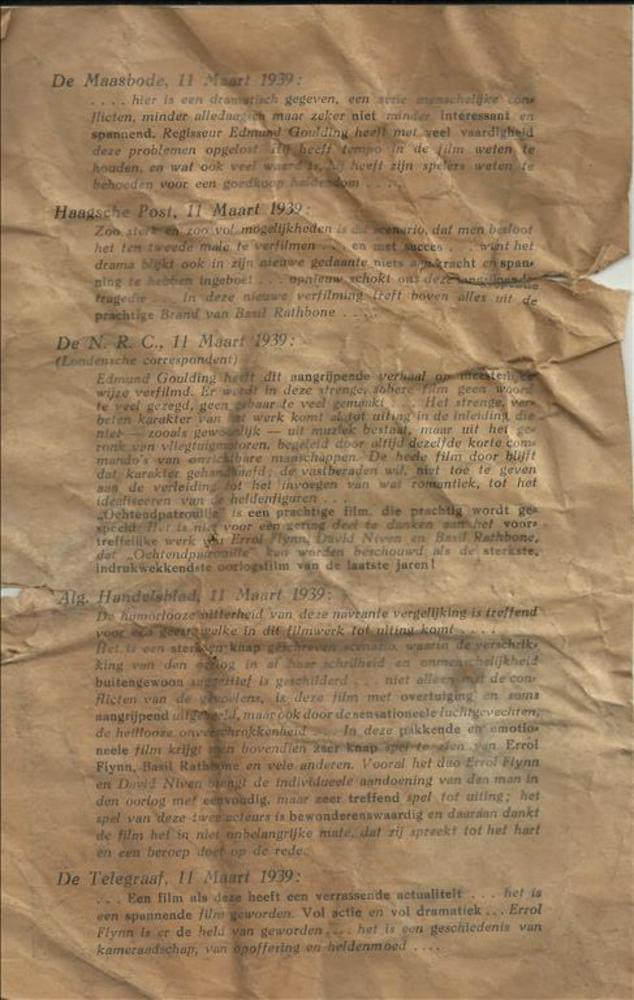 De Maasbode, 11 Maart 1939:
. . . . hier is een dramatisch gegeven, een serie menschelijke con-
flicten, minder alledaagsch maar zeker niet minder interessant en
spannend. Regisseur Edmund Goulding heeft met veel vaardigheid
deze problemen opgelost. Hij heeft tempo in de film weten te
houden, en wat ook veel waard is, hij heeft zijn spelers weten te
behoeden voor een goedkoop heldendom . . . .
Haagsche Post, 11 Maart 1939:
Zoo sterk en zoo vol mogelijkheden is dit scenario, dat men besloot
het ten tweede male te verfilmen . . . en met succes . . want het
drama blijkt ook in zijn nieuwe gedaante niets aan kracht en span-
ning te hebben ingeboet . . . opnieuw schokt ons deze
tragedie . . . In deze nieuwe verfilming treft boven alles uit de
prachtige Brand van Basil Rathbone . . . .
De N. R. C., 11 Maart 1939:
(Londensche correspondent)
Edmund Goulding heeft dit aangrijpende verhaal op meesterlijke
wijze verfilmd. Er wordt in deze strenge, sobere film geen woord
te veel gezegd, geen gebaar te veel gemaakt . . . Het strenge, ver-
beten karakter van het werk komt al tot uiting in de inleiding die
niet — zooals gewoonlijk — uit muziek bestaat, maar uit het ge-
ronk van vliegtuigmotoren, begeleid door altijd dezelfde korte com-
mando's van onzichtbare manschappen. De heele film door blijft
dat karakter gehandhaafd; de vastberaden wil, niet toe te geven
aan de verleiding tot het invoegen van wat romantiek, tot het
idealiseeren van de heldenfiguren . . .
„Ochtendpatrouille" is een prachtige film, die prachtig wordt ge-
speeld. Het is niet voor een gering deel te danken aan het voor-
treffelijke werk van Errol Flynn, David Niven en Basil Rathbone,
dat „Ochtendpatrouille" kan worden beschouwd als de sterkste,
indrukwekkendste oorlogsfilm van de laatste jaren!
Alg. Handelsblad, 11 Maart 1939:
De humorlooze bitterheid van deze navrante vergelijking is treffend
voor den geest welke in dit filmwerk tot uiting komt . . . .
Het is een sterk en knap geschreven scenario, waarin de verschrik-
king van den oorlog in al haar schrilheid en onmenschelijkheid
buitengewoon suggestief is geschilderd . . . niet alleen met de con-
flicten van de gevoelens, is deze film met overtuiging en soms
aangrijpend uitgebeeld, maar ook door de sensationeele luchtgevechten,
de heillooze onverschrokkenheid . . . In deze pakkende en emotio-
neele film krijgt men bovendien zeer knap spel te zien van Errol
Flynn, Basil Rathbone en vele anderen. Vooral het duo Errol Flynn
en David Niven brengt de individueele aandoening van den man in
den oorlog met eenvoudig, maar zeer treffend spel tot uiting; het
spel van deze twee acteurs is bewonderenswaardig en daaraan dankt
de film het in niet onbelangrijke mate, dat zij spreekt tot het hart
en een beroep doet op de rede.
De Telegraaf, 11 Maart 1939:
. . . Een film als deze heeft een verrassende actualiteit . . . het is
een spannende film geworden. Vol actie en vol dramatiek . . . Errol
Flynn is er de held van geworden . . . . het is een geschiedenis van
kameraadschap, van opoffering en heldenmoed . . . .